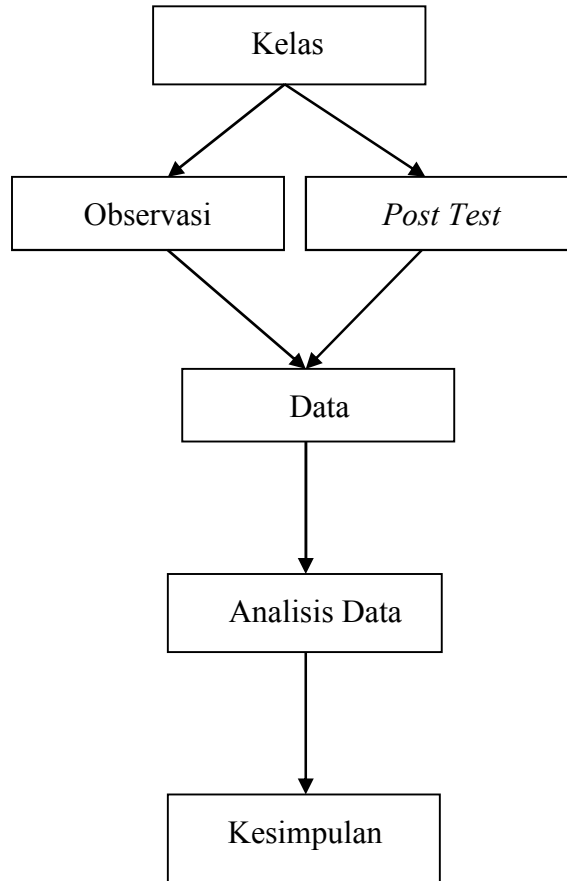 Kelas
Observasi
Post Test
Data
Analisis Data
Kesimpulan